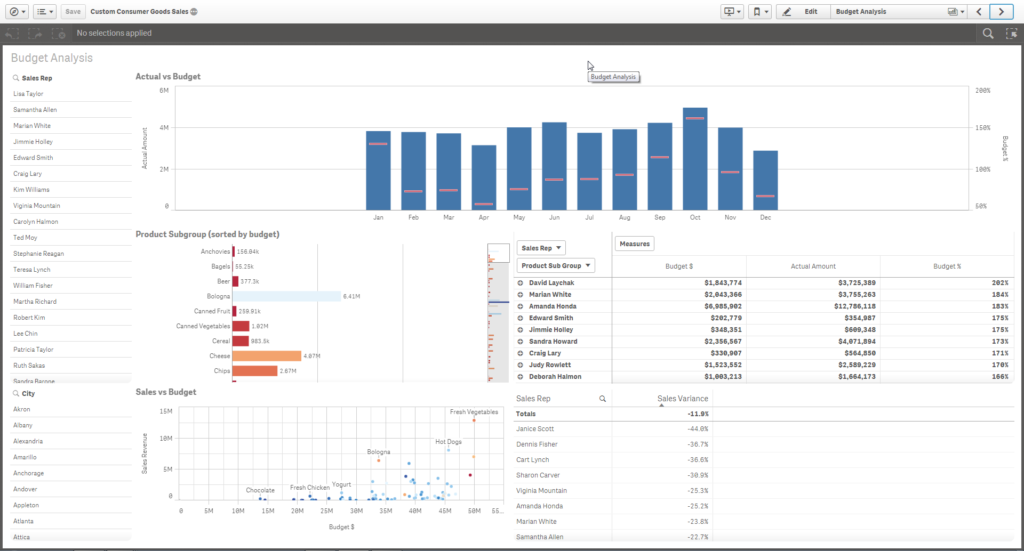 Save
Custom Consumer Goods Sales
Edit
Budget Analysis
No selections applied
Budget Analysis
Budget Analysis
Sales Rep
Lisa Taylor
Samantha Allen
Marian White
Jimmie Holley
Edward Smith
Craig Lary
Kim Williams
Viginia Mountain
Carolyn Halmon
Ted Moy
Stephanie Reagan
Teresa Lynch
William Fisher
Martha Richard
Robert Kim
Lee Chin
Patricia Taylor
Ruth Sakass
Sandra Barone
City
Akron
Albany
Alexandria
Amarillo
Anchorage
Andover
Appleton
Atlanta
Attica
Actual vs Budget
Actual Amount
6M
4M
2M
0
200%
150%
100%
50%
Budget %
Jan Feb Mar Apr May Jun Jul Aug Sep Oct Nov Dec
Product Subgroup (sorted by budget)
Anchovies 156.04k
Bagels 55.25k
Beer 377.3k
Bologna 6.41M
Canned Fruit 250.01k
Canned Vegetables 1.02M
Cereal 803.5k
Cheese 4.07M
Chips 2.67M
Sales Rep
Product Sub Group
Measures
Budget $ Actual Amount Budget %
David Laychak $1,843,774 $3,725,389 202%
Marian White $2,043,366 $3,755,263 184%
Amanda Honda $6,985,902 $12,786,118 183%
Edward Smith $202,779 $354,987 175%
Jimmie Holley $348,351 $609,348 175%
Sandra Howard $2,356,567 $4,071,894 173%
Craig Lary $330,907 $564,850 171%
Judy Rowlett $1,523,552 $2,589,229 170%
Deborah Halmon $1,003,213 $1,664,173 166%
Sales vs Budget
Sales Revenue
15M
10M
5M
0
Fresh Vegetables
Hot Dogs
Bologna
Yogurt
Fresh Chicken
Chocolate
0 5M 10M 15M 20M 25M 30M 35M 40M 45M 50M 55...
Budget $
Sales Rep Sales Variance
Totals -11.9%
Janice Scott -44.0%
Dennis Fisher -36.7%
Cart Lynch -36.6%
Sharon Carver -30.9%
Viginia Mountain -29.3%
Amanda Honda -25.2%
Marian White -23.8%
Samantha Allen -22.7%